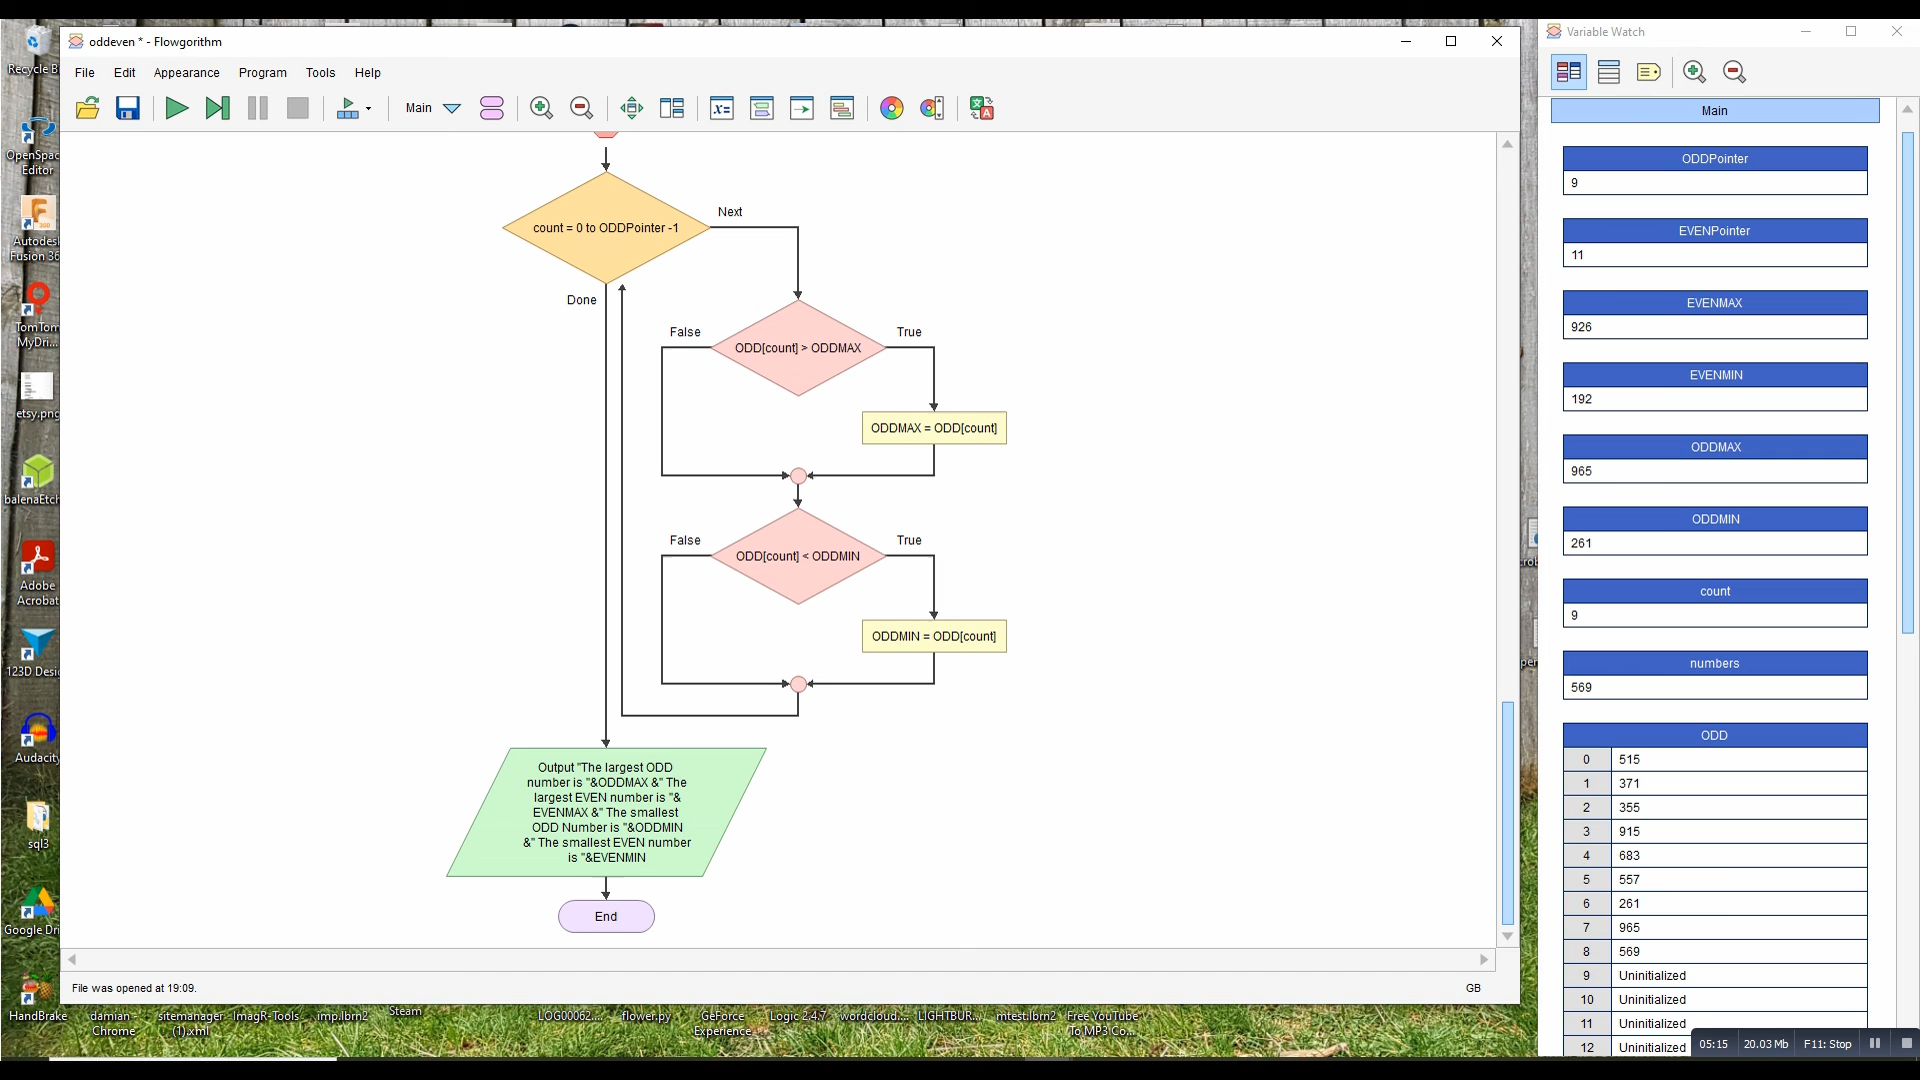 oddeven * - Flowgorithm
File Edit Appearance Program Tools Help
Main
count = 0 to ODDPointer -1
Next
Done
False
ODD[count] > ODDMAX
True
ODDMAX = ODD[count]
False
ODD[count] < ODDMIN
True
ODDMIN = ODD[count]
Output "The largest ODD
number is "&ODDMAX &" The
largest EVEN number is "&
EVENMAX &" The smallest
ODD Number is "&ODDMIN
&" The smallest EVEN number
is "&EVENMIN
End
File was opened at 19:09.
GB
Variable Watch
Main
ODDPointer
9
EVENPointer
11
EVENMAX
926
EVENMIN
192
ODDMAX
965
ODDMIN
261
count
9
numbers
569
ODD
0 515
1 371
2 355
3 915
4 683
5 557
6 261
7 965
8 569
9 Uninitialized
10 Uninitialized
11 Uninitialized
12 Uninitialized
05:15 20.03 Mb F11: Stop
Recycle B
OpenSpac
Editor
Autodes
Fusion 36
TomTom
MyDri...
etsy.png
balenaEtch
Adobe
Acrobat
123D Desi
Audacity
sql3
Google Dri
HandBrake
damian -
Chrome
sitemanager
(1).xml
ImagR-Tools
imp.lbrn2
Steam
LOG00062....
flower.py
GeForce
Experience
Logic 2.4.7
wordcloud....
LIGHTBUR...
mtest.lbrn2
Free YouTube
To MP3 Co...